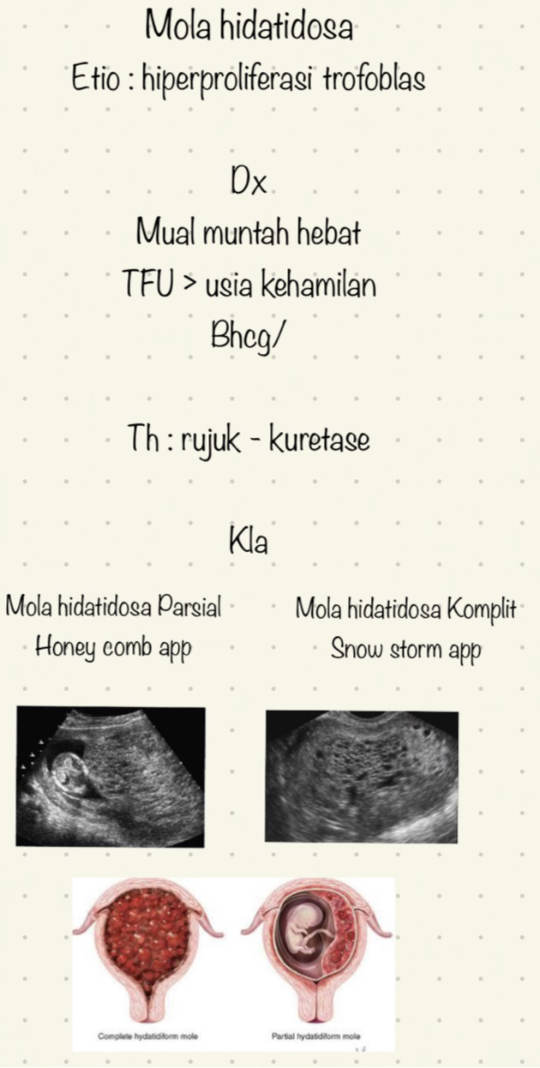 Mola hidatidosa
Etio : hiperproliferasi trofoblas
Dx
Mual muntah hebat
TFU > usia kehamilan
Bhcg/
Th : rujuk - kuretase
Kla
Mola hidatidosa Parsial
Honey comb app
Mola hidatidosa Komplit
Snow storm app
Complete hydatidiform mole
Partial hydatidiform mole